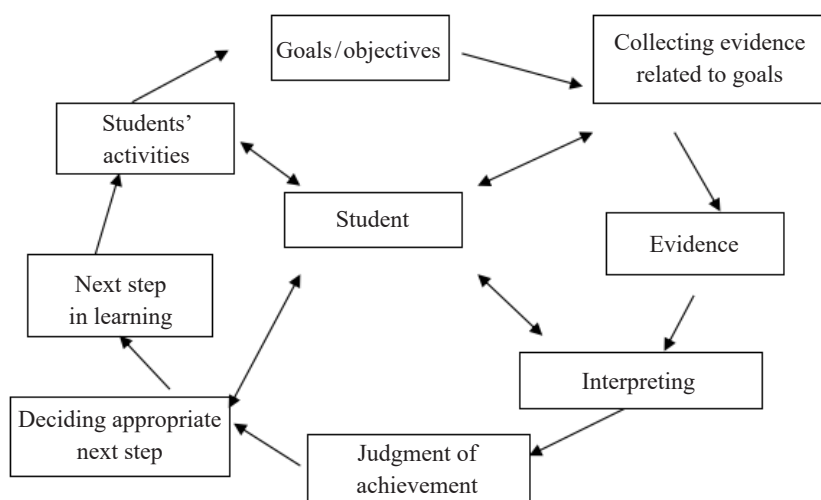 Goals/objectives
Collecting evidence
related to goals
Students’
activities
Student
Evidence
Next step
in learning
Interpreting
Deciding appropriate
next step
Judgment of
achievement